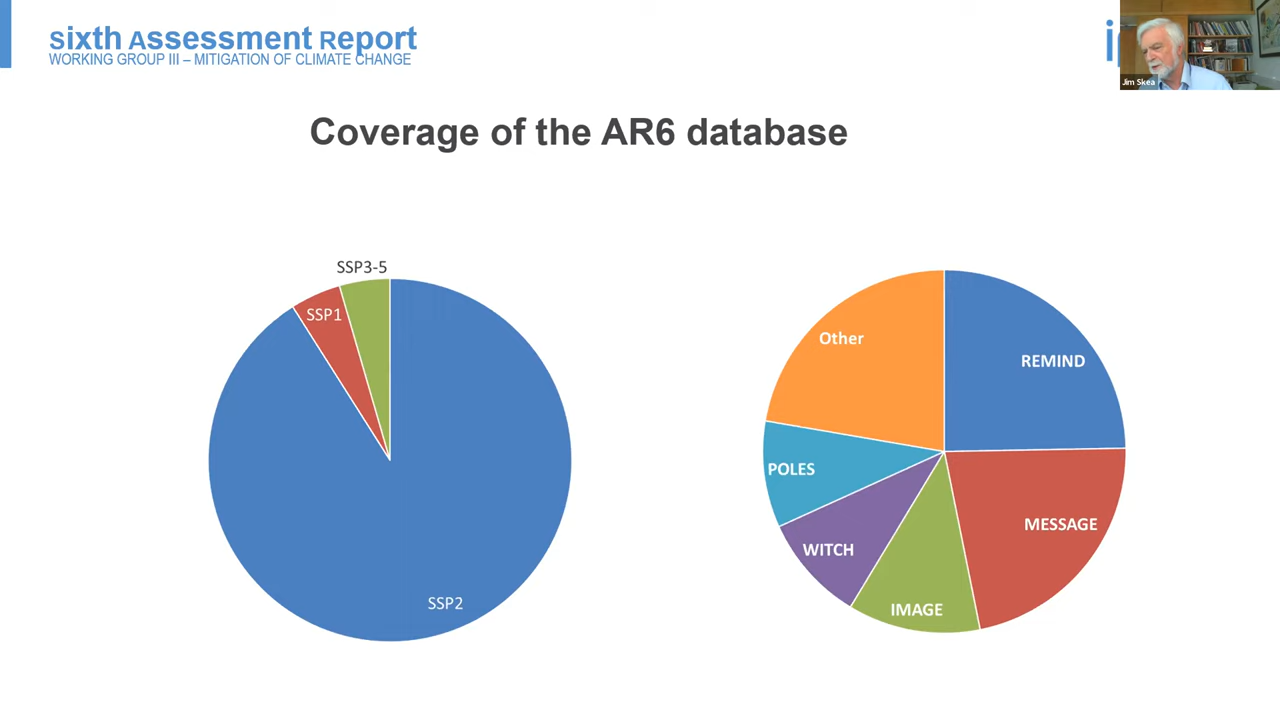 sixth Assessment Report
WORKING GROUP III – MITIGATION OF CLIMATE CHANGE
Jim Skea
Coverage of the AR6 database
SSP3-5
SSP1
SSP2
Other
REMIND
POLES
MESSAGE
WITCH
IMAGE